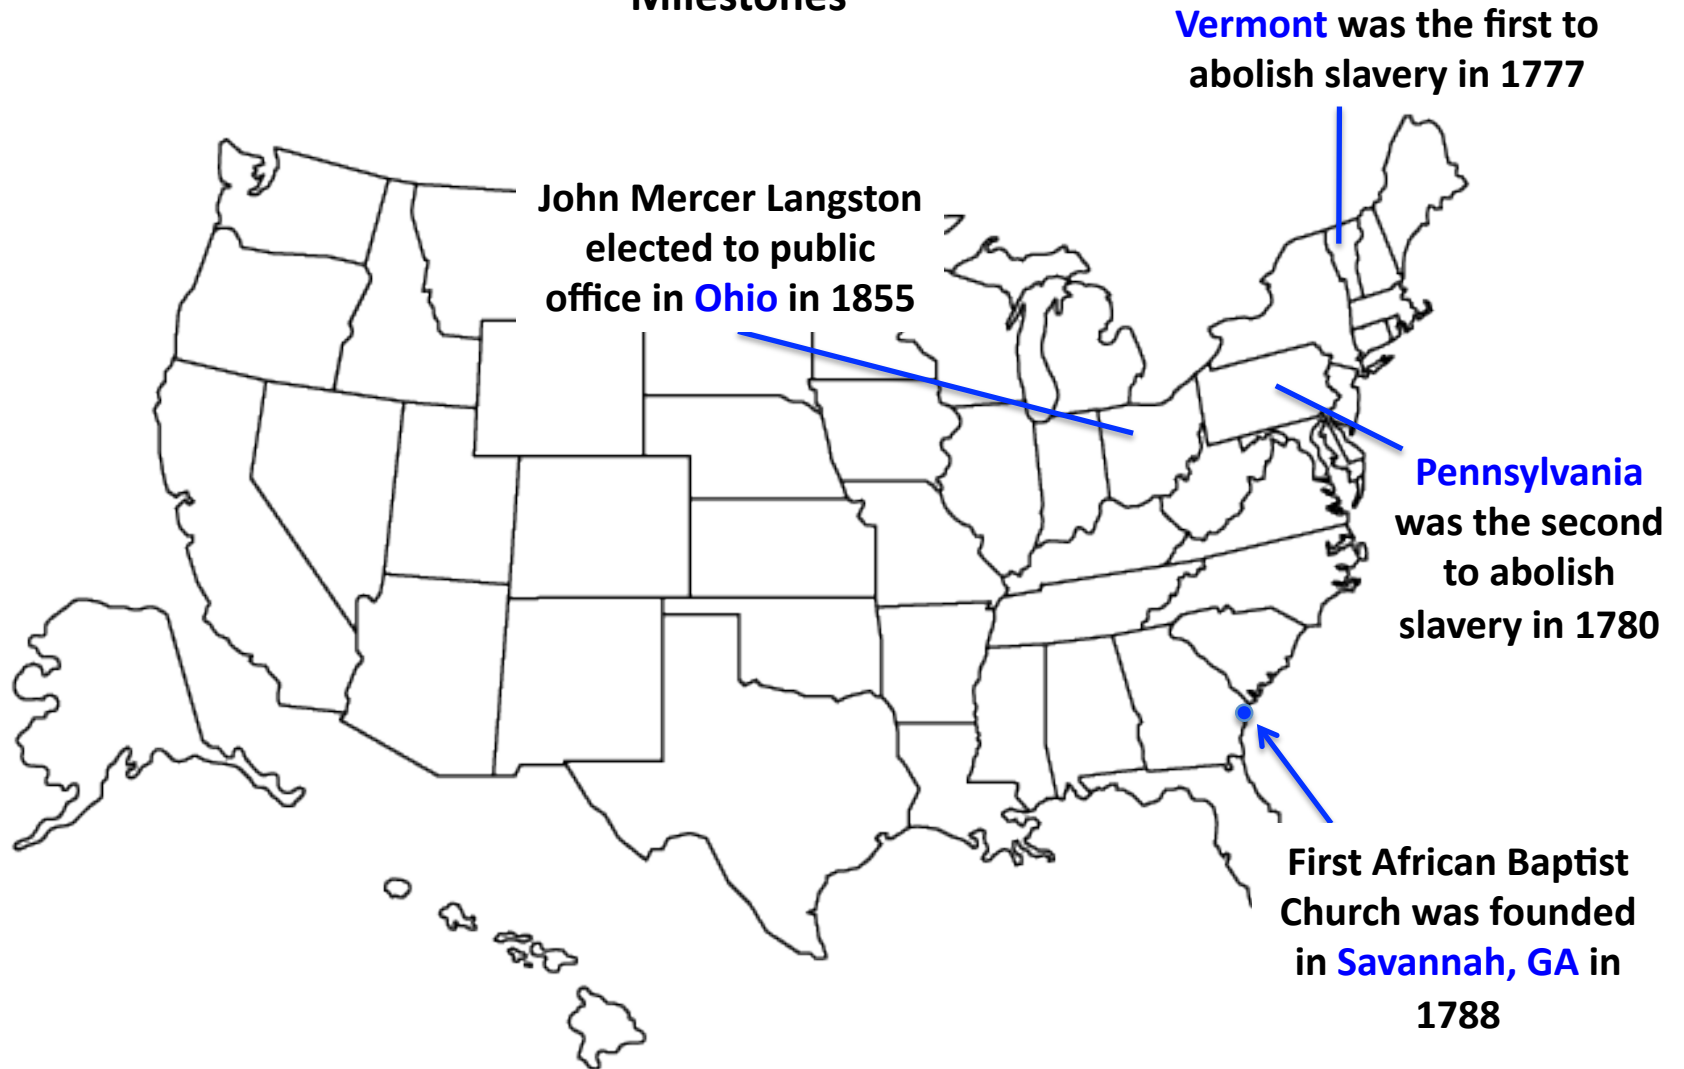 Milestones
Vermont was the first to
abolish slavery in 1777
John Mercer Langston
elected to public
office in Ohio in 1855
Pennsylvania
was the second
to abolish
slavery in 1780
First African Baptist
Church was founded
in Savannah, GA in
1788